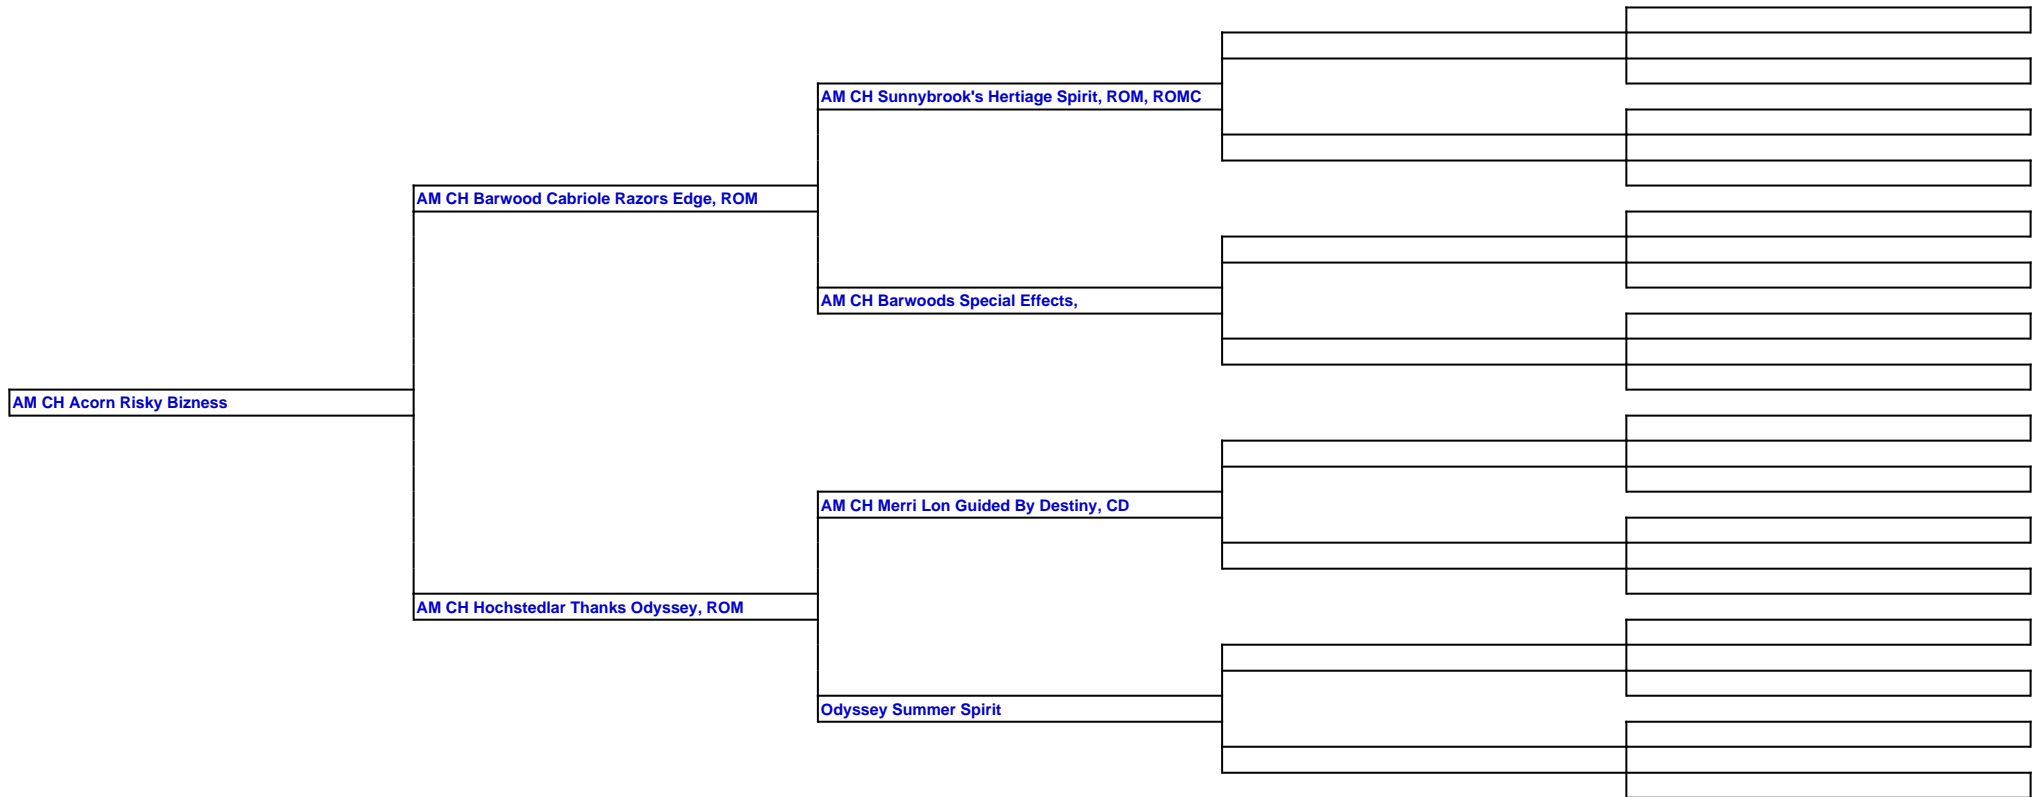 AM CH Sunnybrook's Hertiage Spirit, ROM, ROMC
AM CH Barwood Cabriole Razors Edge, ROM
AM CH Barwoods Special Effects,
AM CH Acorn Risky Bizness
AM CH Merri Lon Guided By Destiny, CD
AM CH Hochstedlar Thanks Odyssey, ROM
Odyssey Summer Spirit